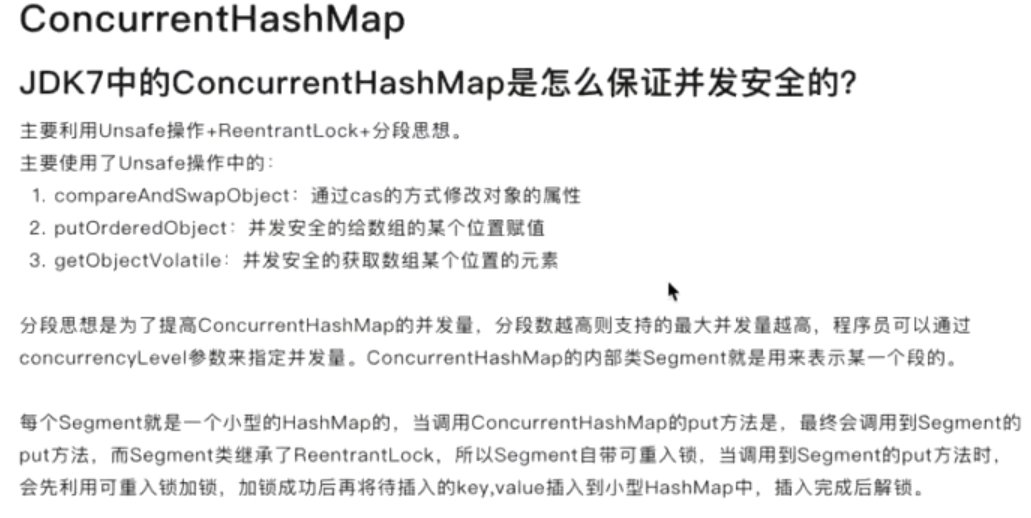 ConcurrentHashMap
JDK7中的ConcurrentHashMap是怎么保证并发安全的?
主要利用Unsafe操作+ReentrantLock+分段思想。
主要使用了Unsafe操作中的：
1. compareAndSwapObject：通过cas的方式修改对象的属性
2. putOrderedObject：并发安全的给数组的某个位置赋值
3. getObjectVolatile：并发安全的获取数组某个位置的元素
分段思想是为了提高ConcurrentHashMap的并发量，分段数越高则支持的最大并发量越高，程序员可以通过
concurrencyLevel参数来指定并发量。ConcurrentHashMap的内部类Segment就是用来表示某一个段的。
每个Segment就是一个小型的HashMap的，当调用ConcurrentHashMap的put方法是，最终会调用到Segment的
put方法，而Segment类继承了ReentrantLock，所以Segment自带可重入锁，当调用到Segment的put方法时，
会先利用可重入锁加锁，加锁成功后再将待插入的key,value插入到小型HashMap中，插入完成后解锁。